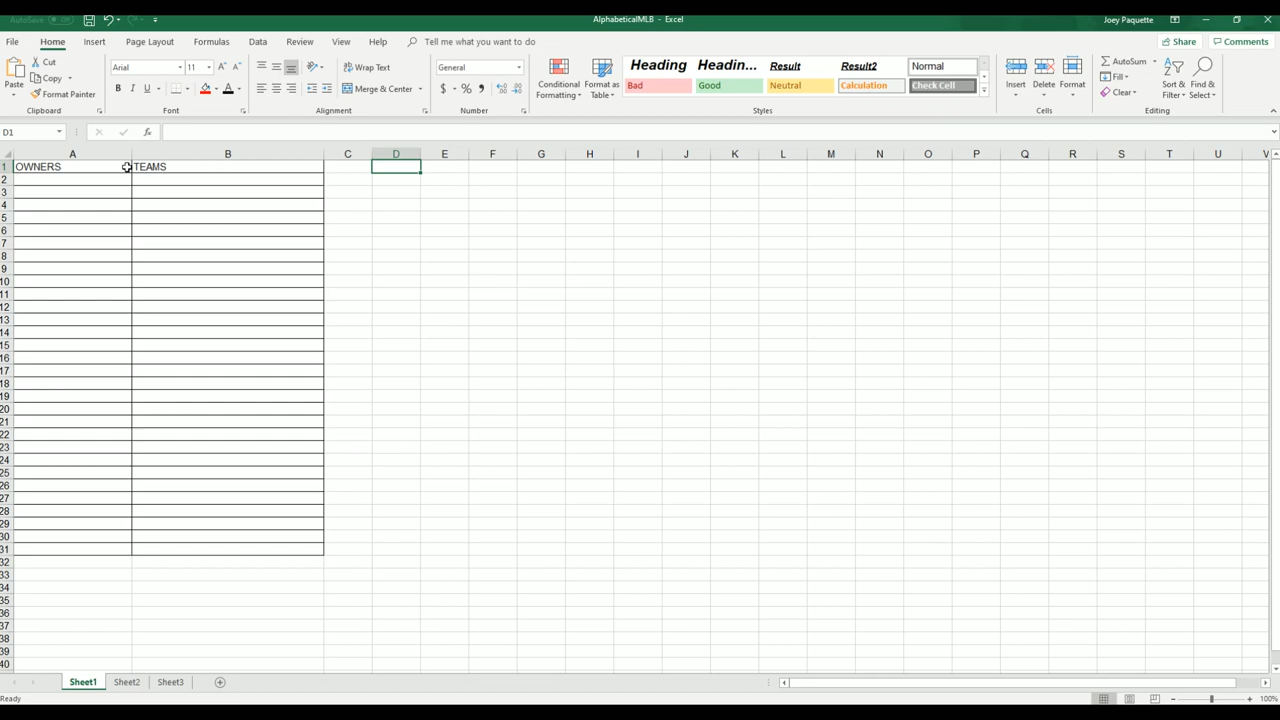 AutoSave Off AlphabeticalMLB - Excel Joey Paquette
File Home Insert Page Layout Formulas Data Review View Help Tell me what you want to do Share Comments
Paste Cut Copy Format Painter Clipboard
Arial 11 A A B I U A Font
Wrap Text Merge & Center Alignment
General $ % , Number
Conditional Formatting Format as Table
Heading Headin... Result Result2 Normal
Bad Good Neutral Calculation Check Cell
Styles
Insert Delete Format Cells
AutoSum Fill Clear Sort & Filter Find & Select Editing
D1 fx
A B C D E F G H I J K L M N O P Q R S T U V
1 OWNERS TEAMS
2
3
4
5
6
7
8
9
10
11
12
13
14
15
16
17
18
19
20
21
22
23
24
25
26
27
28
29
30
31
32
33
34
35
36
37
38
39
40
Sheet1 Sheet2 Sheet3
Ready 100%